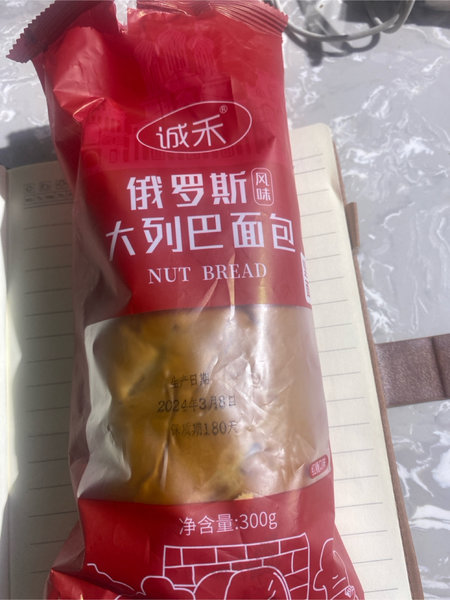 诚禾®
俄罗斯风味
大列巴面包
NUT BREAD
生产日期
2024年3月8日
保质期180天
净含量:300g